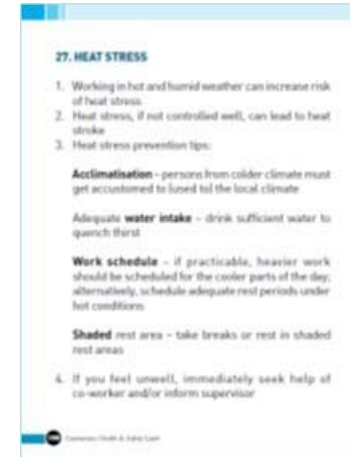 27. HEAT STRESS
1. Working in hot and humid weather can increase risk
of heat stress
2. Heat stress, if not controlled well, can lead to heat
stroke
3. Heat stress prevention tips:
Acclimatisation – persons from colder climate must
get accustomed to (used to) the local climate
Adequate water intake – drink sufficient water to
quench thirst
Work schedule – if practicable, heavier work
should be scheduled for the cooler parts of the day;
alternatively, schedule adequate rest periods under
hot conditions
Shaded rest area – take breaks or rest in shaded
rest areas
4. If you feel unwell, immediately seek help of
co-worker and/or inform supervisor
Health & Safety